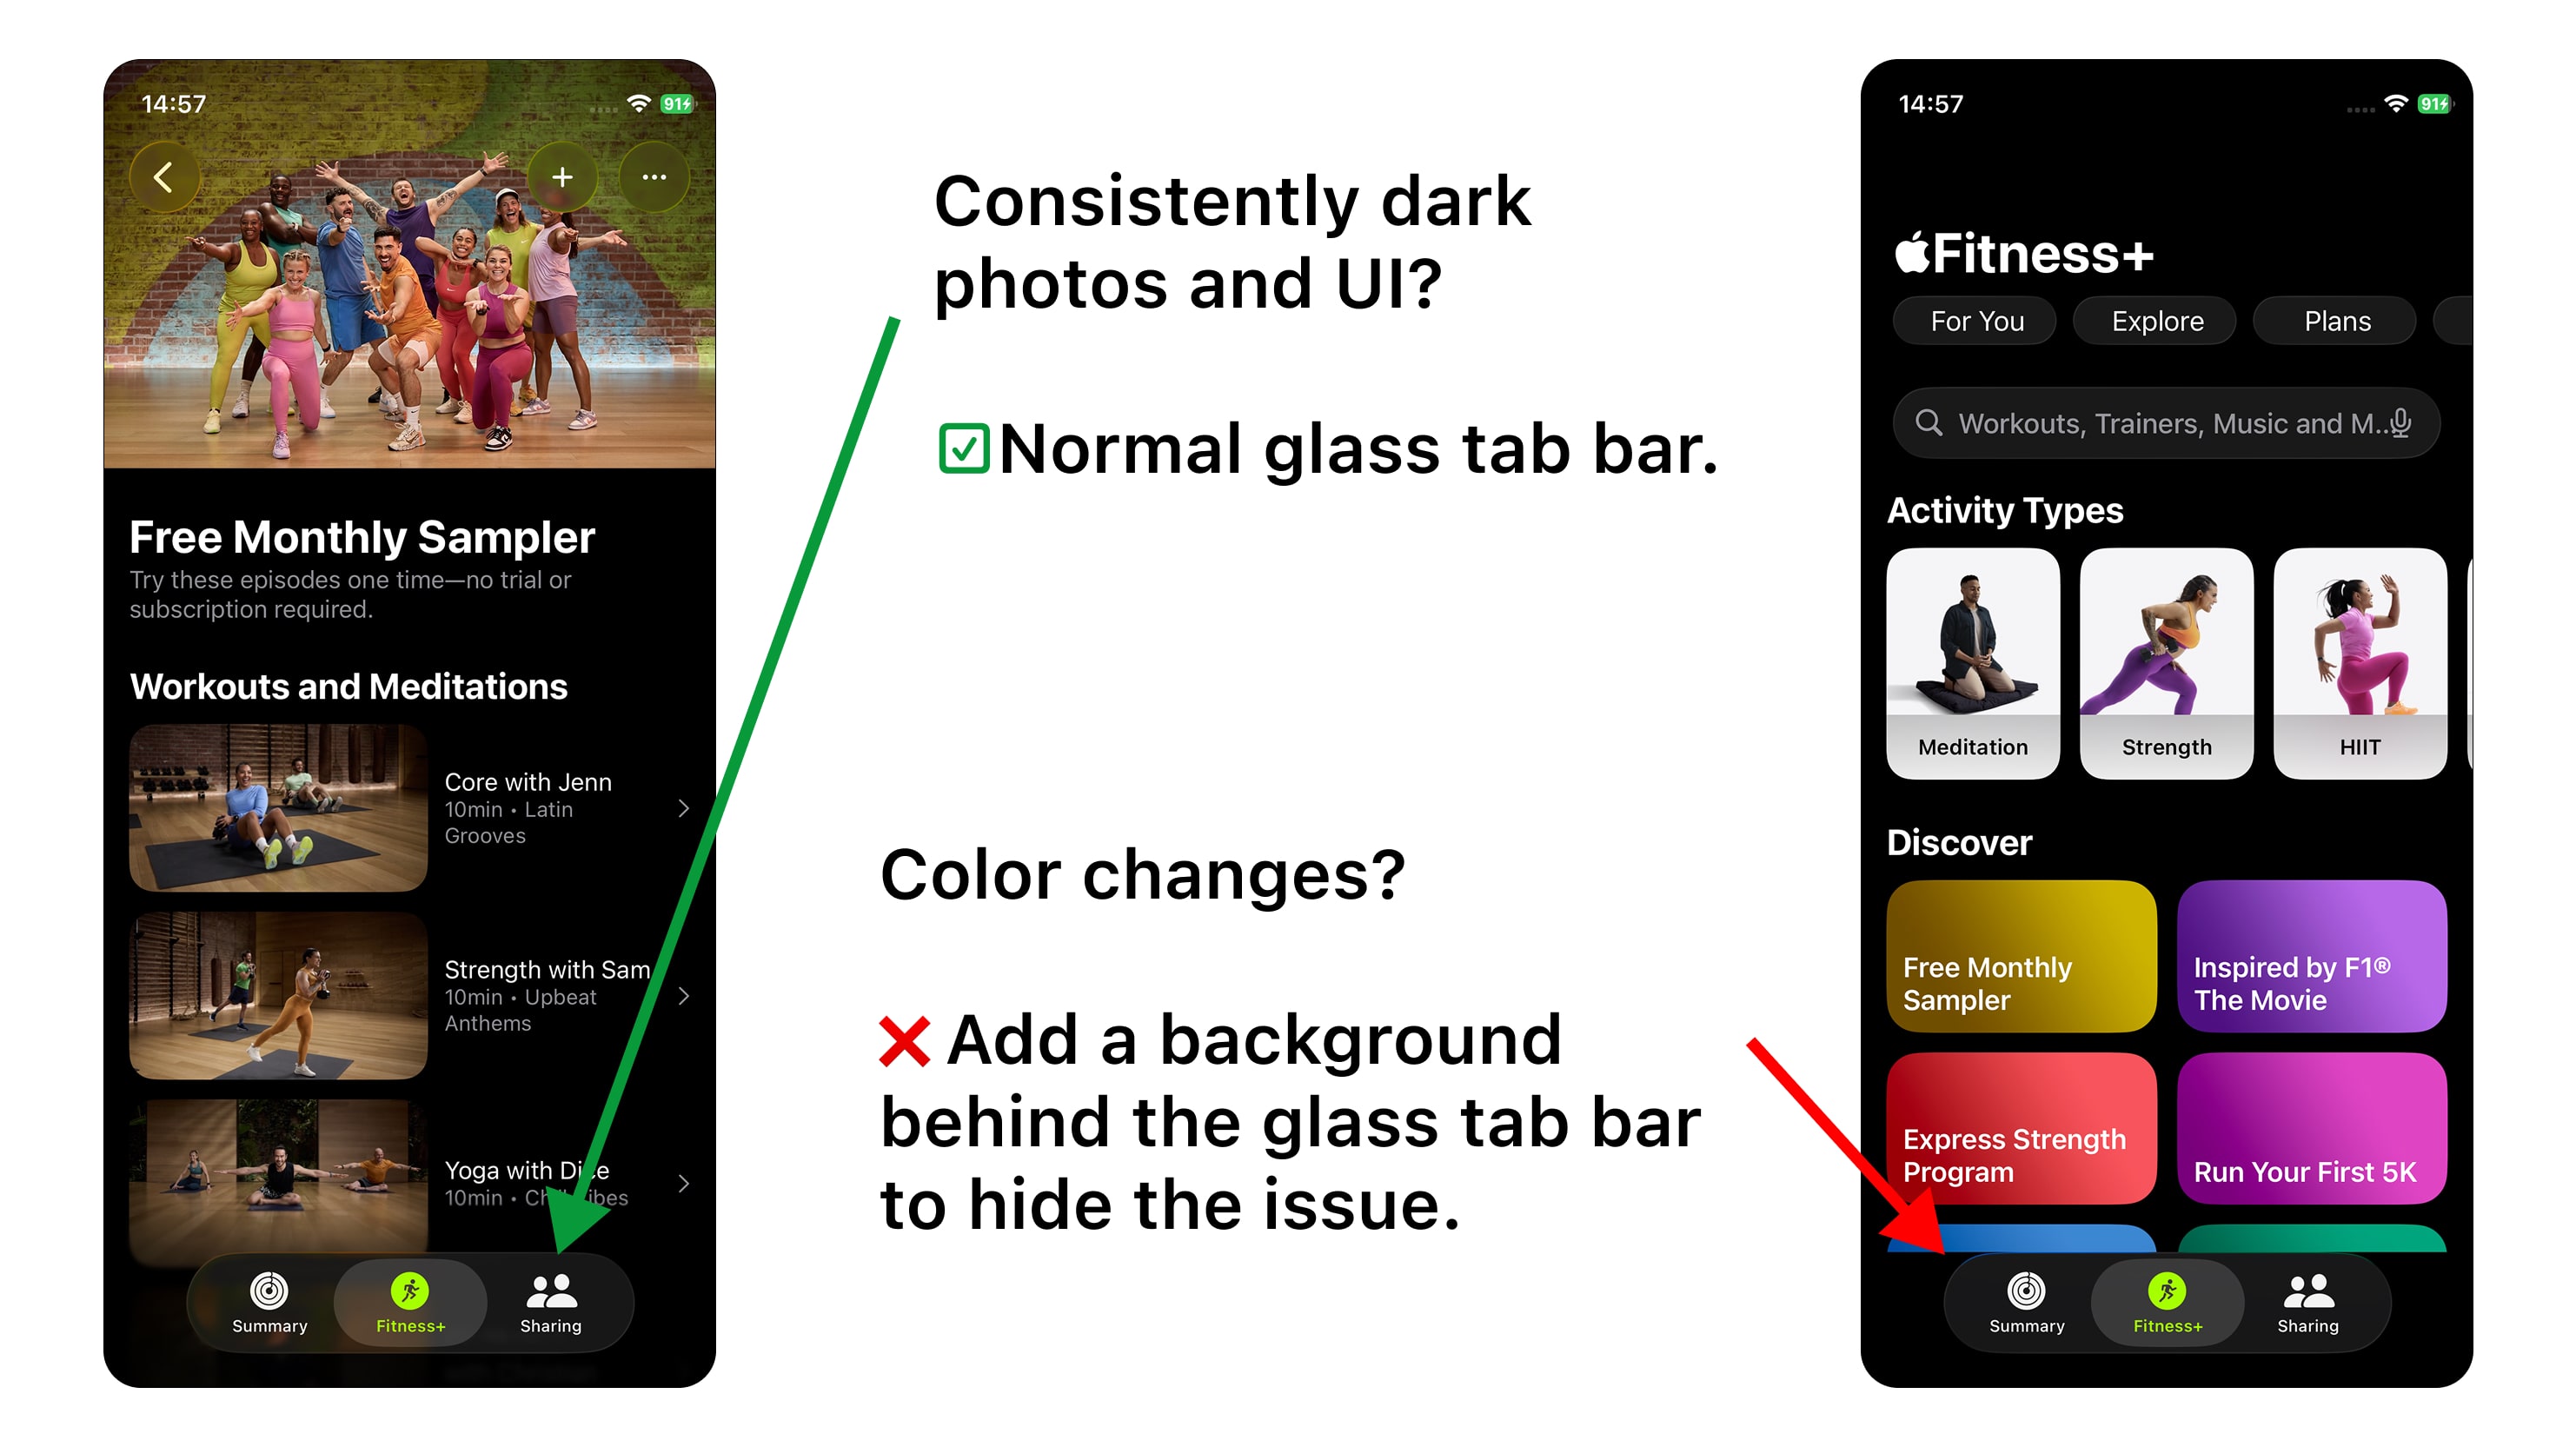 14:57
91
Free Monthly Sampler
Try these episodes one time—no trial or
subscription required.
Workouts and Meditations
Core with Jenn
10min • Latin
Grooves
Strength with Sam
10min • Upbeat
Anthems
Yoga with
10min •
Summary
Fitness+
Sharing
Consistently dark
photos and UI?
Normal glass tab bar.
Color changes?
Add a background
behind the glass tab bar
to hide the issue.
14:57
91
Fitness+
For You
Explore
Plans
Workouts, Trainers, Music and M...
Activity Types
Meditation
Strength
HIIT
Discover
Free Monthly
Sampler
Inspired by F1®
The Movie
Express Strength
Program
Run Your First 5K
Summary
Fitness+
Sharing